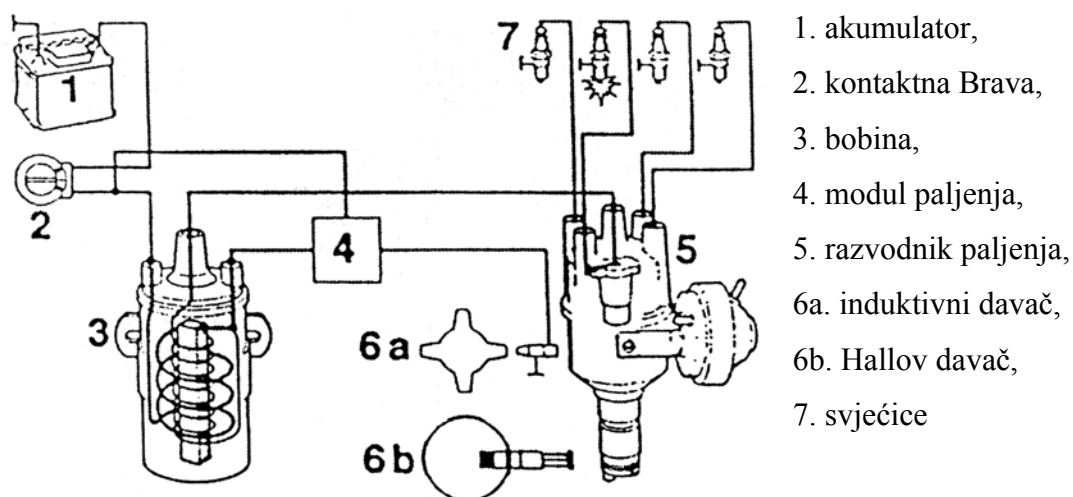 7
1
2
3
4
5
6a
6b
1. akumulator,
2. kontaktna Brava,
3. bobina,
4. modul paljenja,
5. razvodnik paljenja,
6a. induktivni davač,
6b. Hallov davač,
7. svjećice